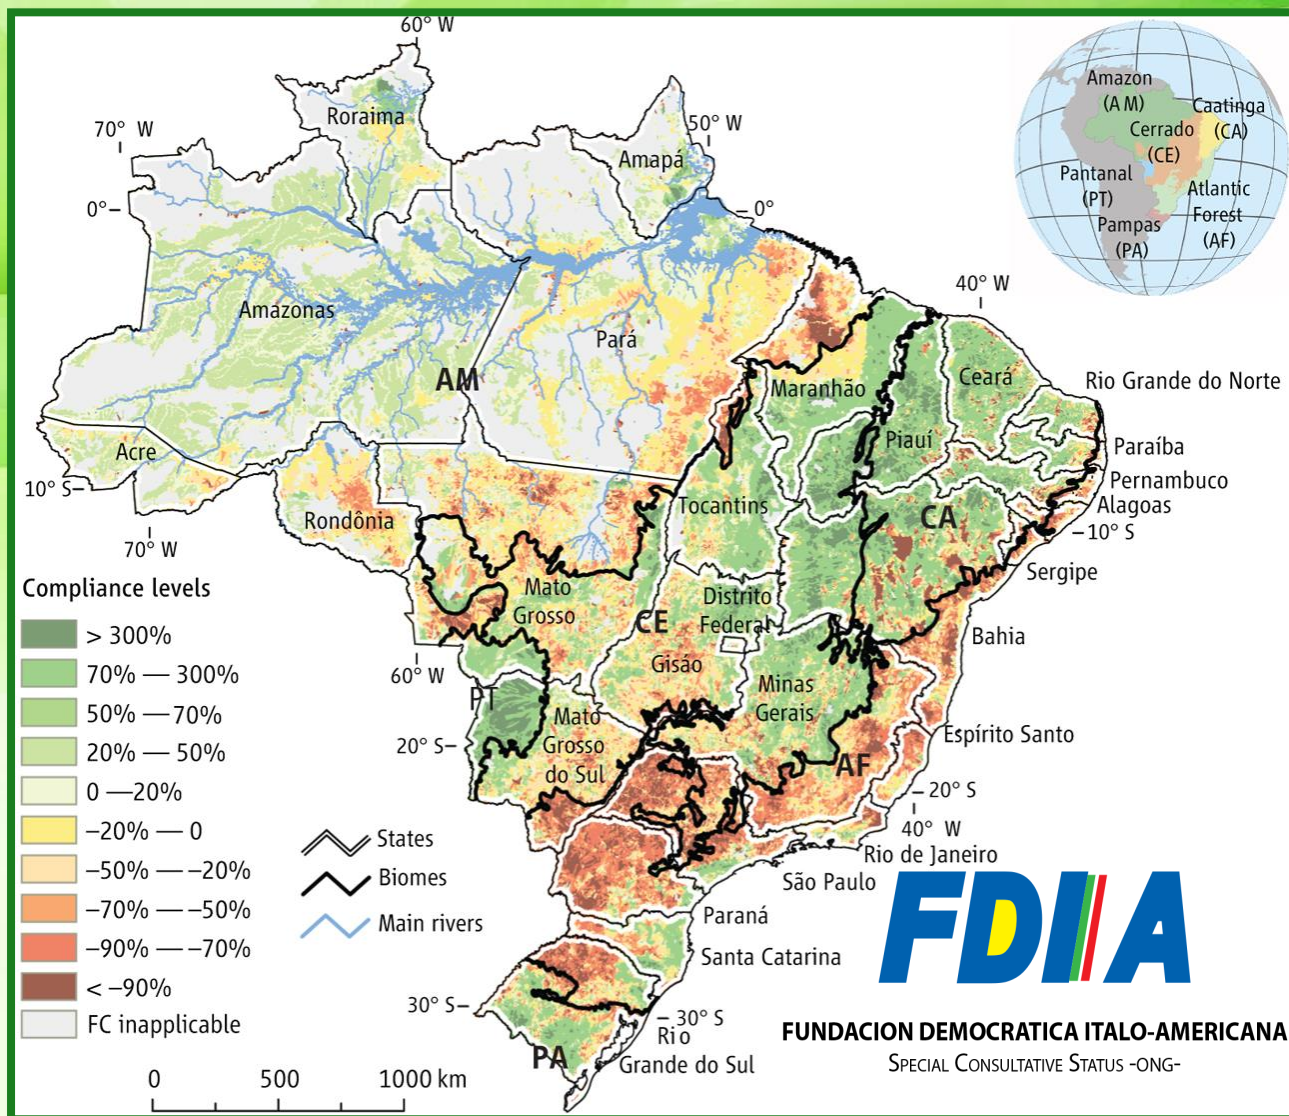 60° W
70° W
50° W
0°
0°
40° W
10° S
70° W
10° S
60° W
20° S
20° S
40° W
30° S
30° S
Roraima
Amapá
Amazonas
Pará
AM
Acre
Rondônia
Maranhão
Ceará
Rio Grande do Norte
Piauí
Paraíba
Pernambuco
Alagoas
Tocantins
CA
Sergipe
Mato
Grosso
CE
Distrito
Federal
Bahia
Gisáo
Minas
Gerais
PT
Mato
Grosso
do Sul
AF
Espírito Santo
Rio de Janeiro
São Paulo
Paraná
Santa Catarina
Rio
Grande do Sul
PA
Amazon
(AM)
Caatinga
(CA)
Cerrado
(CE)
Pantanal
(PT)
Atlantic
Forest
(AF)
Pampas
(PA)
Compliance levels
> 300%
70% — 300%
50% — 70%
20% — 50%
0 — 20%
–20% — 0
–50% — –20%
–70% — –50%
–90% — –70%
< –90%
FC inapplicable
States
Biomes
Main rivers
0 500 1000 km
FDIA
FUNDACION DEMOCRATICA ITALO-AMERICANA
SPECIAL CONSULTATIVE STATUS -ONG-